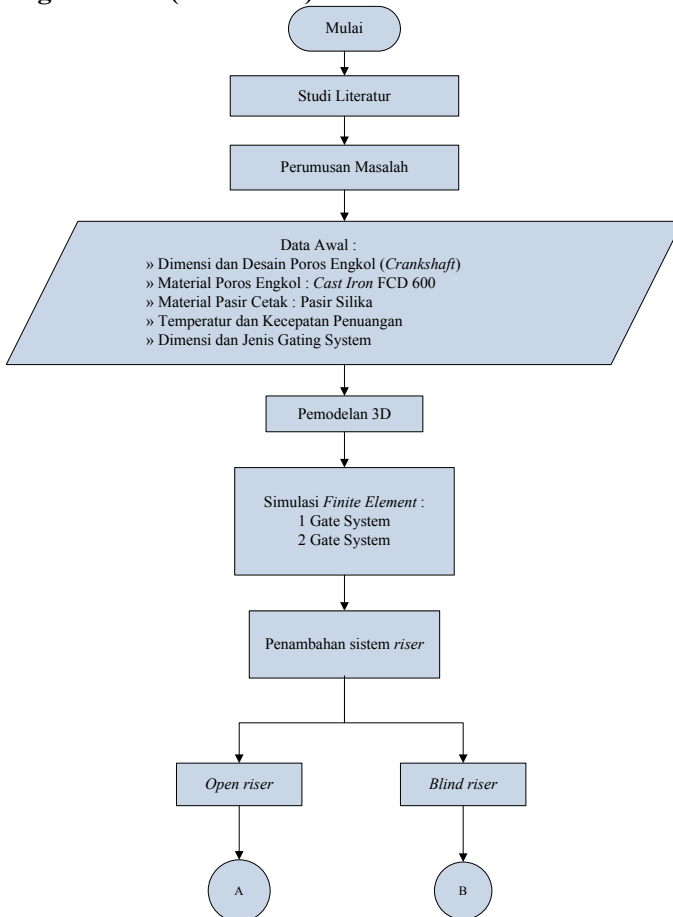 Mulai
Studi Literatur
Perumusan Masalah
Data Awal :
» Dimensi dan Desain Poros Engkol (Crankshaft)
» Material Poros Engkol : Cast Iron FCD 600
» Material Pasir Cetak : Pasir Silika
» Temperatur dan Kecepatan Penuangan
» Dimensi dan Jenis Gating System
Pemodelan 3D
Simulasi Finite Element :
1 Gate System
2 Gate System
Penambahan sistem riser
Open riser
Blind riser
A
B